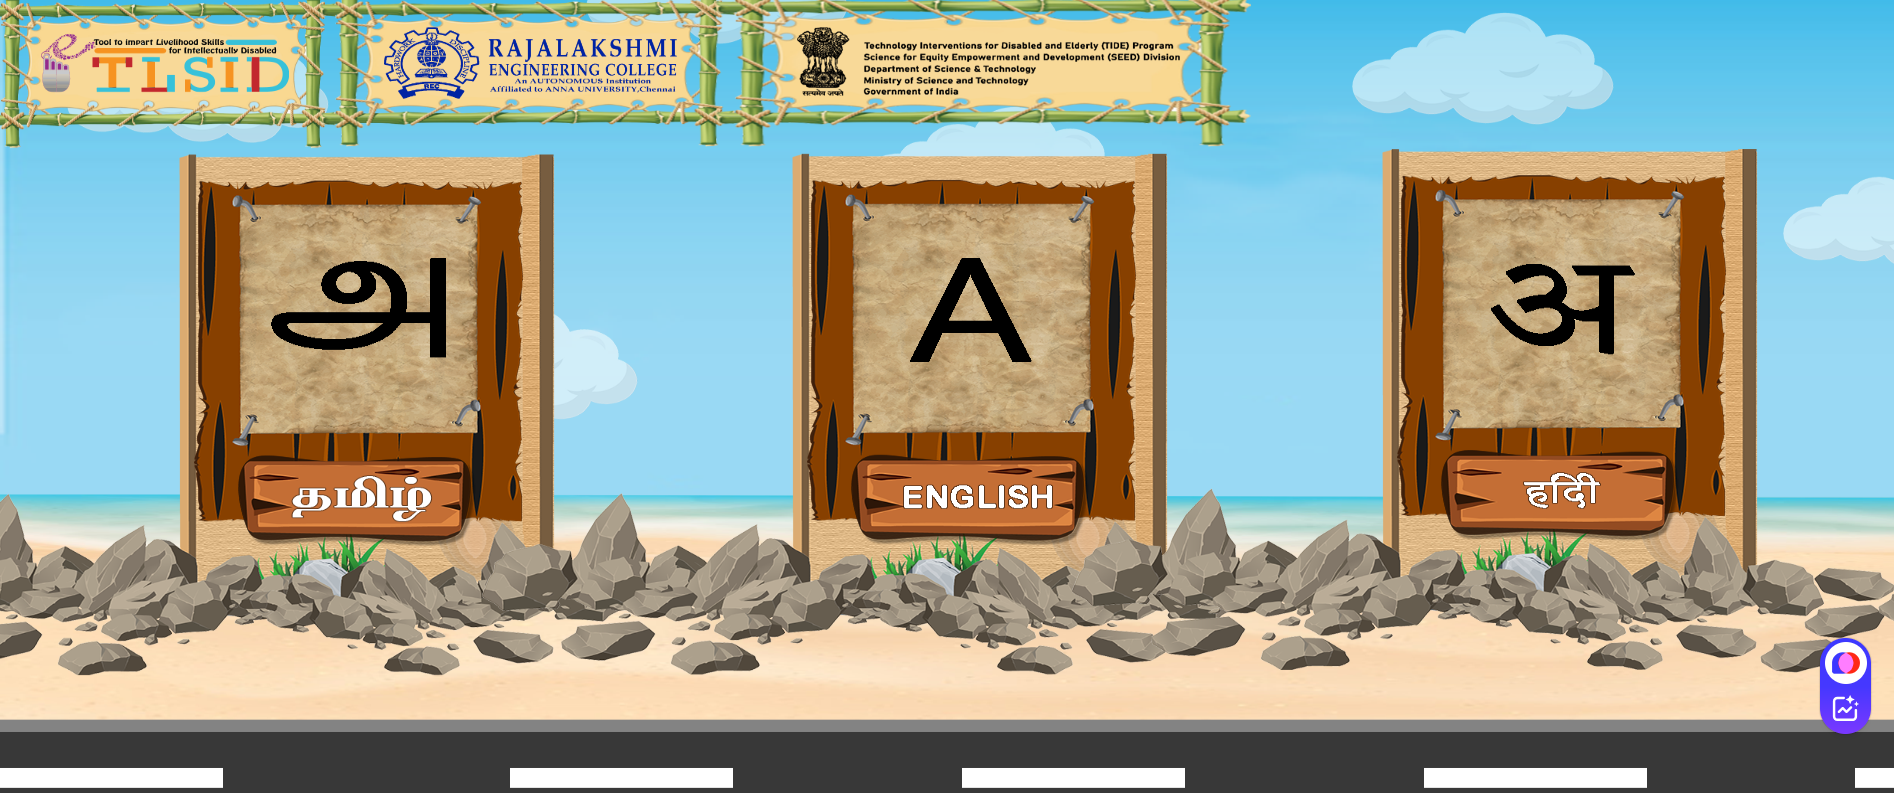 Tool to impart Livelihood Skills
for Intellectually Disabled
e TLSID
HARDWORK DISCIPLINE
REC
RAJALAKSHMI
ENGINEERING COLLEGE
An AUTONOMOUS Institution
Affiliated to ANNA UNIVERSITY,Chennai
सत्यमेव जयते
Technology Interventions for Disabled and Elderly (TIDE) Program
Science for Equity Empowerment and Development (SEED) Division
Department of Science & Technology
Ministry of Science and Technology
Government of India
அ
A
अ
தமிழ்
ENGLISH
हिंदी